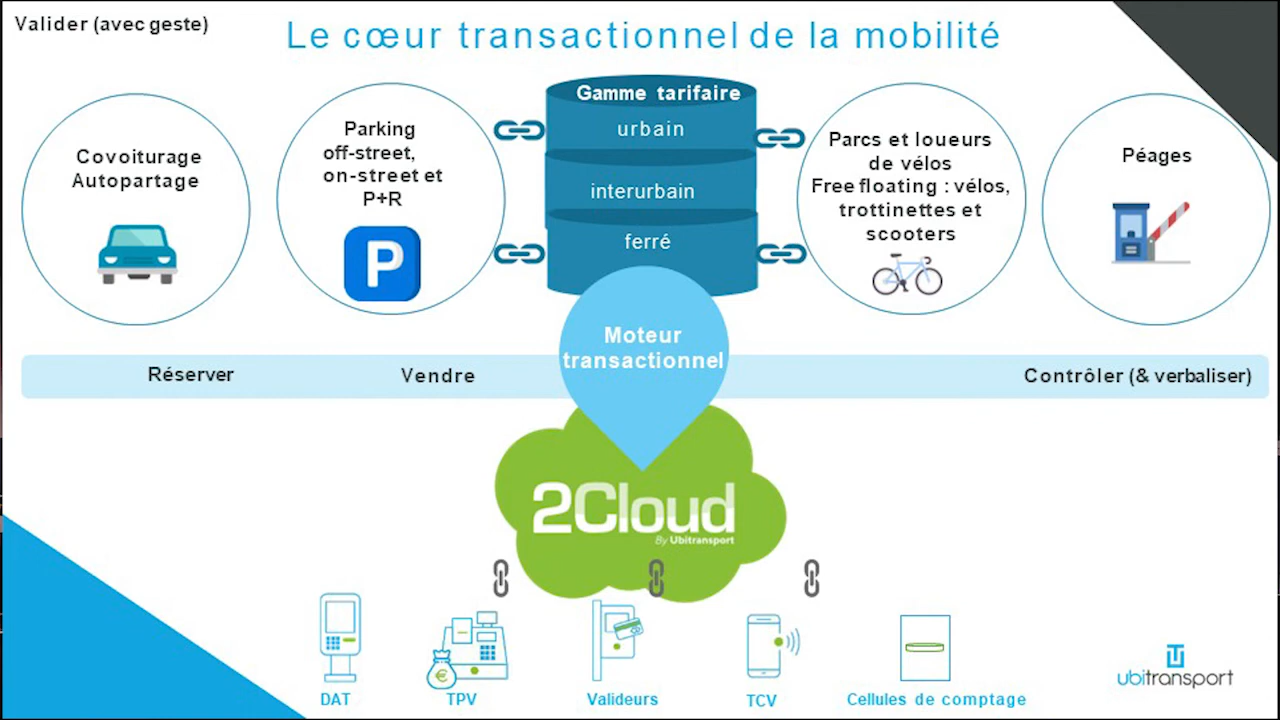 Valider (avec geste)
Le cœur transactionnel de la mobilité
Covoiturage
Autopartage
Parking
off-street,
on-street et
P+R
P
Gamme tarifaire
urbain
interurbain
ferré
Parcs et loueurs
de vélos
Free floating : vélos,
trottinettes et
scooters
Péages
Moteur
transactionnel
Réserver
Vendre
Contrôler (& verbaliser)
2Cloud
By Ubitransport
€
DAT
TPV
Valideurs
TCV
Cellules de comptage
ubitransport